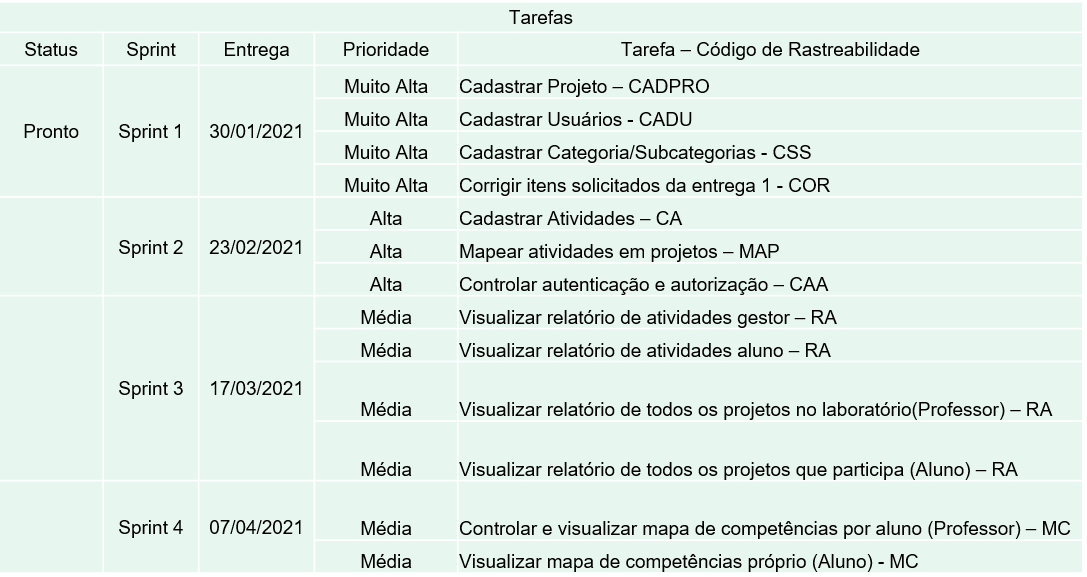 Tarefas
Status Sprint Entrega Prioridade Tarefa – Código de Rastreabilidade
Pronto Sprint 1 30/01/2021 Muito Alta Cadastrar Projeto – CADPRO
Muito Alta Cadastrar Usuários - CADU
Muito Alta Cadastrar Categoria/Subcategorias - CSS
Muito Alta Corrigir itens solicitados da entrega 1 - COR
Sprint 2 23/02/2021 Alta Cadastrar Atividades – CA
Alta Mapear atividades em projetos – MAP
Alta Controlar autenticação e autorização – CAA
Sprint 3 17/03/2021 Média Visualizar relatório de atividades gestor – RA
Média Visualizar relatório de atividades aluno – RA
Média Visualizar relatório de todos os projetos no laboratório(Professor) – RA
Média Visualizar relatório de todos os projetos que participa (Aluno) – RA
Sprint 4 07/04/2021 Média Controlar e visualizar mapa de competências por aluno (Professor) – MC
Média Visualizar mapa de competências próprio (Aluno) - MC